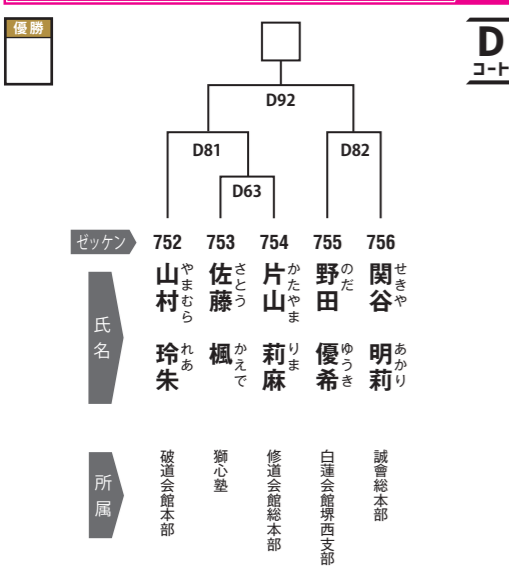 優勝
D
コート
D92
D81
D82
D63
ゼッケン
752
753
754
755
756
氏名
山村 玲朱
やまむら れあ
佐藤 楓
さとう かえで
片山 莉麻
かたやま りま
野田 優希
のだ ゆうき
関谷 明莉
せきや あかり
所属
破道会館本部
獅心塾
修道会館総本部
白蓮会館堺西支部
誠會総本部